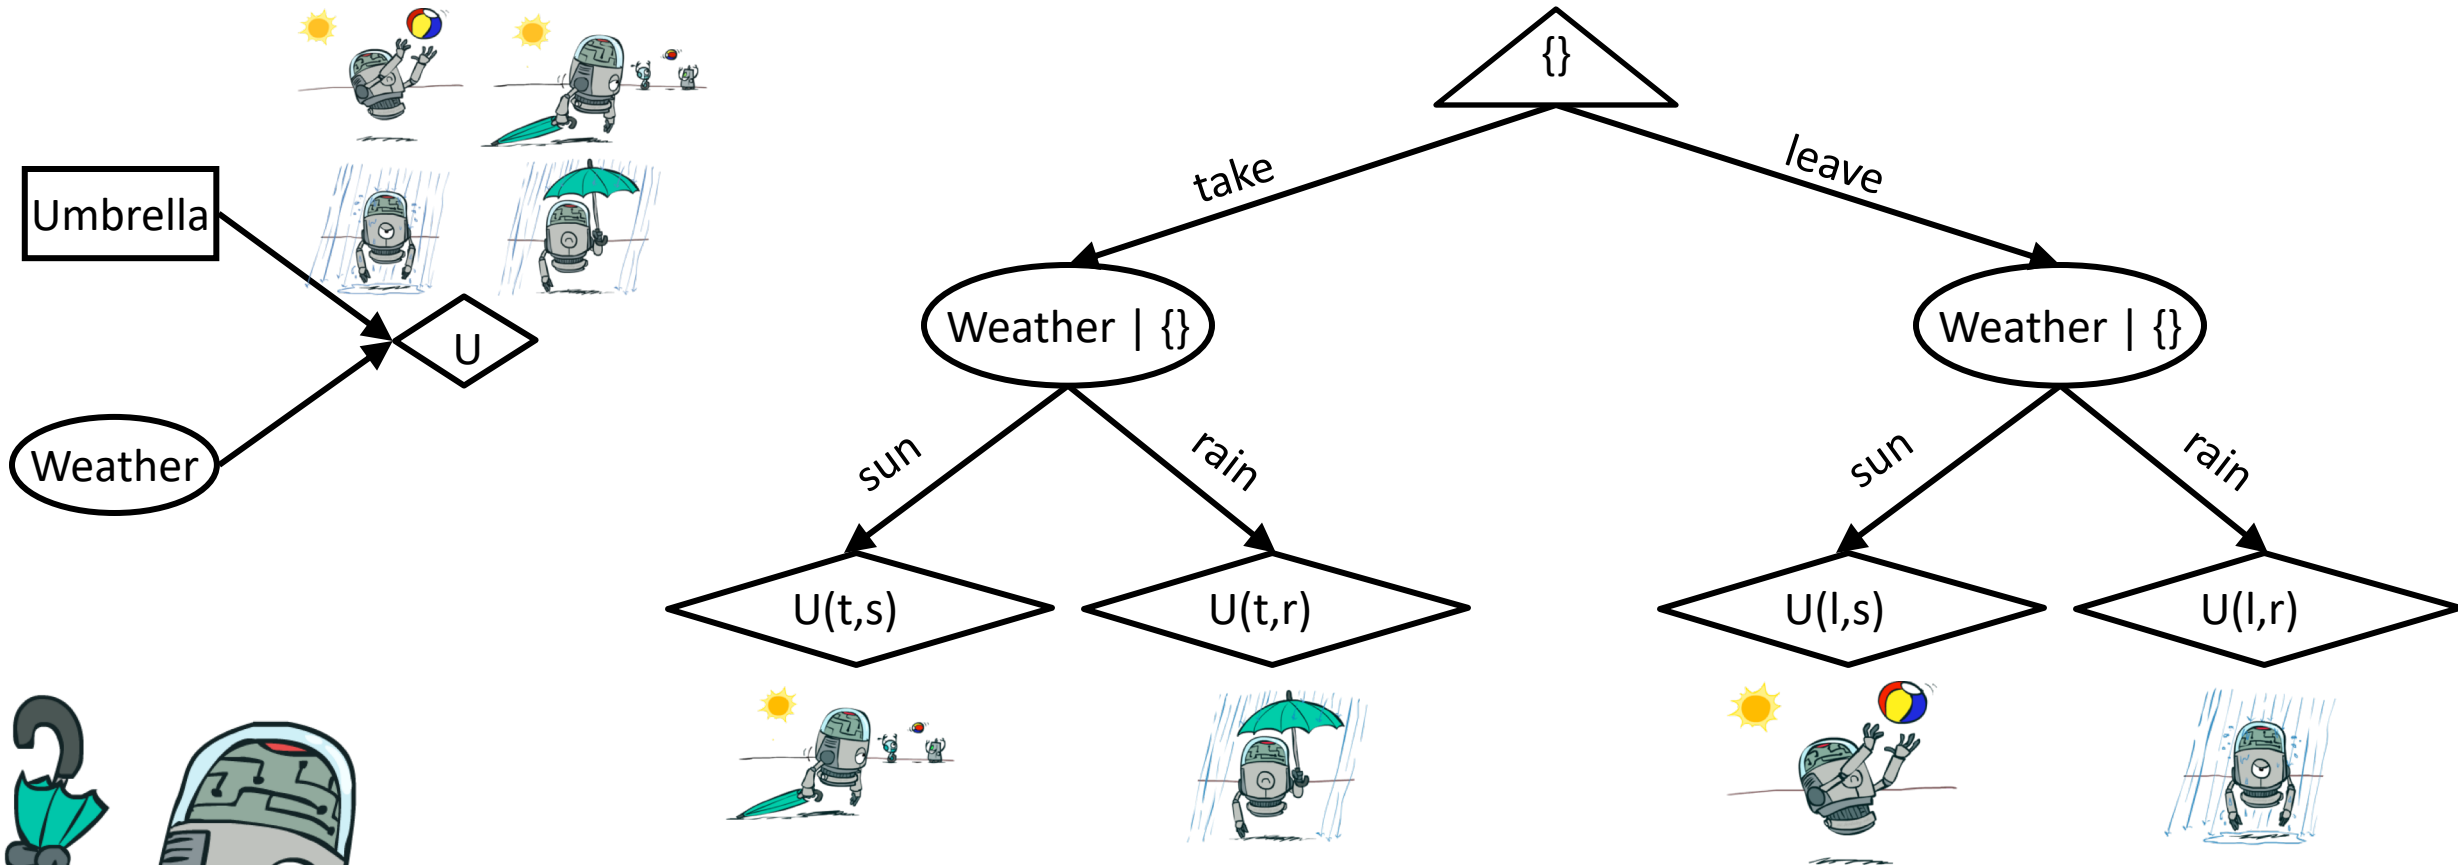 Umbrella
U
Weather
{}
take
leave
Weather | {}
Weather | {}
sun
rain
sun
rain
U(t,s)
U(t,r)
U(l,s)
U(l,r)